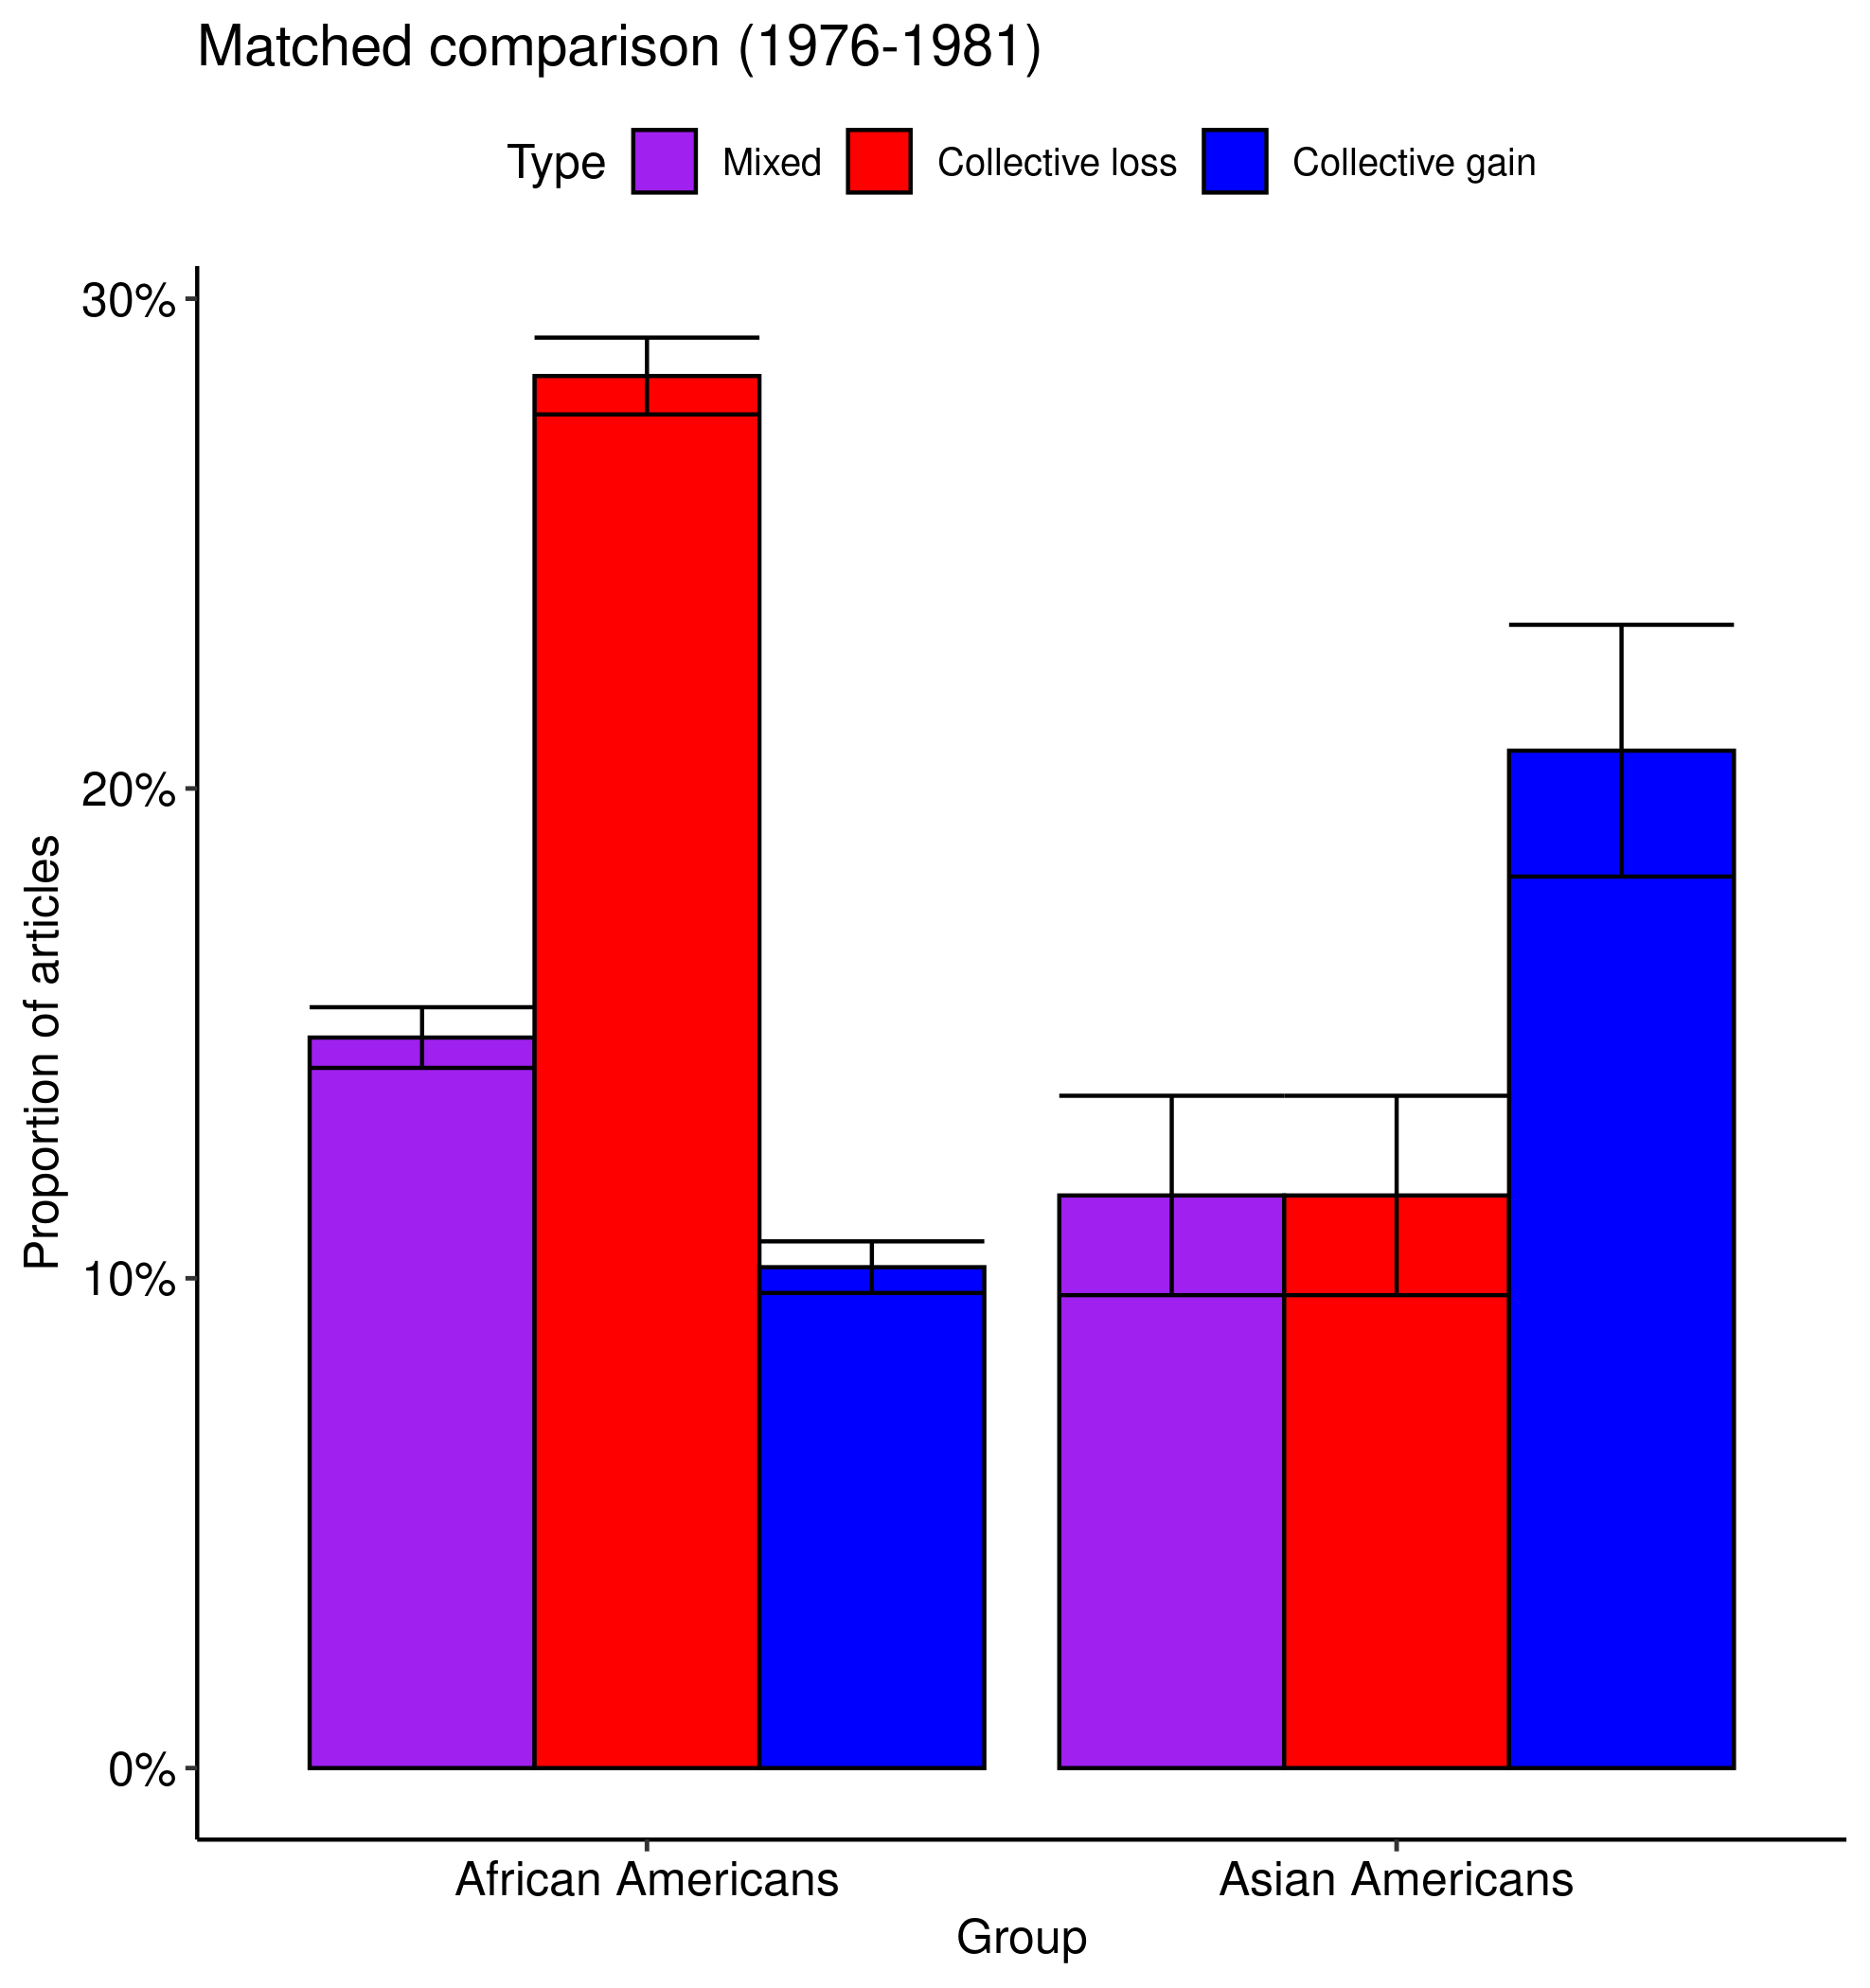 Matched comparison (1976-1981)
Type Mixed Collective loss Collective gain
30%
20%
10%
0%
Proportion of articles
African Americans Asian Americans
Group